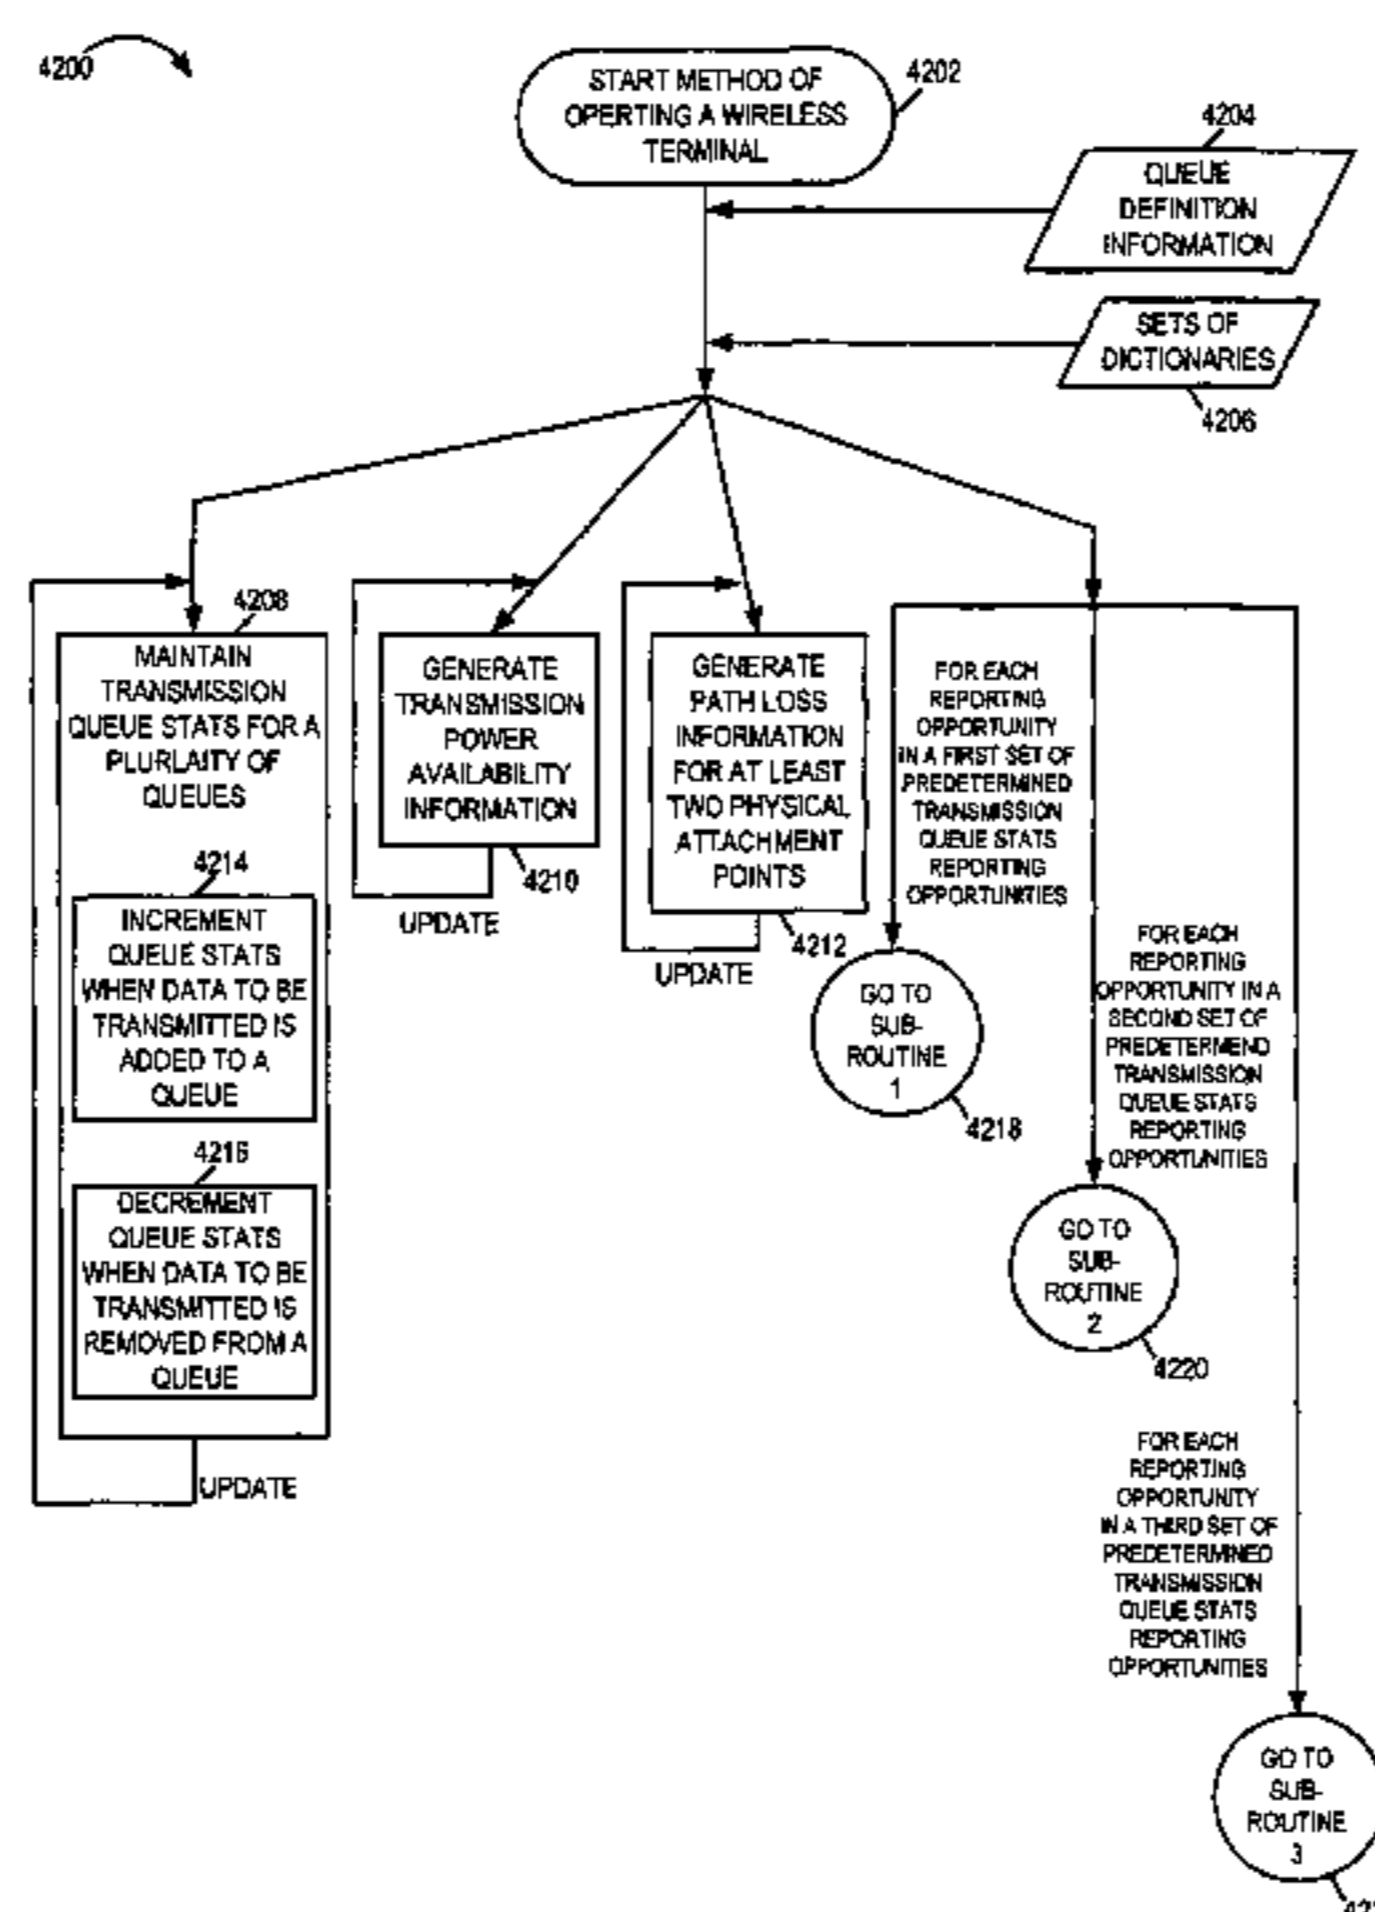 4200
START METHOD OF
OPERTING A WIRELESS
TERMINAL
4202
4204
QUEUE
DEFINITION
INFORMATION
SETS OF
DICTIONARIES
4206
4208
MAINTAIN
TRANSMISSION
QUEUE STATS FOR A
PLURLAITY OF
QUEUES
4214
INCREMENT
QUEUE STATS
WHEN DATA TO BE
TRANSMITTED IS
ADDED TO A
QUEUE
4216
DECREMENT
QUEUE STATS
WHEN DATA TO BE
TRANSMITTED IS
REMOVED FROM A
QUEUE
UPDATE
GENERATE
TRANSMISSION
POWER
AVAILABILITY
INFORMATION
4210
UPDATE
GENERATE
PATH LOSS
INFORMATION
FOR AT LEAST
TWO PHYSICAL
ATTACHMENT
POINTS
4212
UPDATE
FOR EACH
REPORTING
OPPORTUNITY
IN A FIRST SET OF
PREDETERMINED
TRANSMISSION
QUEUE STATS
REPORTING
OPPORTUNITIES
GO TO
SUB-
ROUTINE
1
4218
FOR EACH
REPORTING
OPPORTUNITY IN A
SECOND SET OF
PREDETERMEND
TRANSMISSION
QUEUE STATS
REPORTING
OPPORTUNITIES
GO TO
SUB-
ROUTINE
2
4220
FOR EACH
REPORTING
OPPORTUNITY
IN A THIRD SET OF
PREDETERMINED
TRANSMISSION
QUEUE STATS
REPORTING
OPPORTUNITIES
GO TO
SUB-
ROUTINE
3